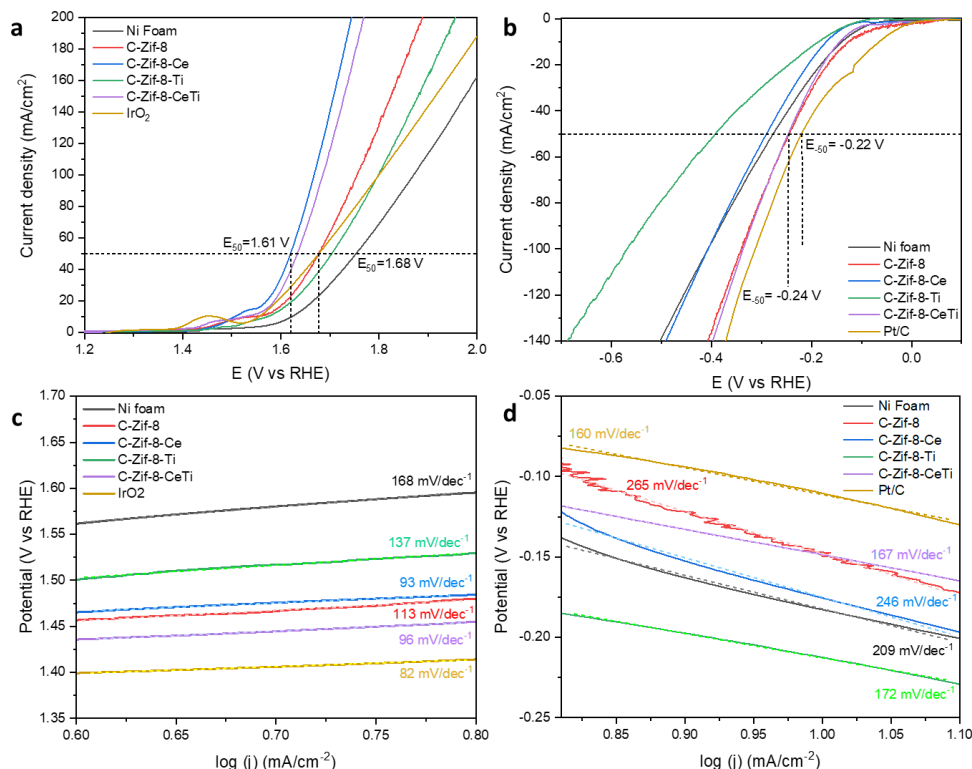 a
200
180
160
140
120
100
80
60
40
20
0
Current density (mA/cm²)
Ni Foam
C-Zif-8
C-Zif-8-Ce
C-Zif-8-Ti
C-Zif-8-CeTi
IrO₂
E₅₀=1.61 V
E₅₀=1.68 V
1.2 1.4 1.6 1.8 2.0
E (V vs RHE)
b
0
-20
-40
-60
-80
-100
-120
-140
Current density (mA/cm²)
E₋₅₀= -0.22 V
E₋₅₀= -0.24 V
Ni foam
C-Zif-8
C-Zif-8-Ce
C-Zif-8-Ti
C-Zif-8-CeTi
Pt/C
-0.6 -0.4 -0.2 0.0
E (V vs RHE)
c
1.70
1.65
1.60
1.55
1.50
1.45
1.40
1.35
Potential (V vs RHE)
Ni foam
C-Zif-8
C-Zif-8-Ce
C-Zif-8-Ti
C-Zif-8-CeTi
IrO2
168 mV/dec⁻¹
137 mV/dec⁻¹
93 mV/dec⁻¹
113 mV/dec⁻¹
96 mV/dec⁻¹
82 mV/dec⁻¹
0.60 0.65 0.70 0.75 0.80
log (j) (mA/cm⁻²)
d
-0.05
-0.10
-0.15
-0.20
-0.25
Potential (V vs RHE)
Ni Foam
C-Zif-8
C-Zif-8-Ce
C-Zif-8-Ti
C-Zif-8-CeTi
Pt/C
160 mV/dec⁻¹
265 mV/dec⁻¹
167 mV/dec⁻¹
246 mV/dec⁻¹
209 mV/dec⁻¹
172 mV/dec⁻¹
0.85 0.90 0.95 1.00 1.05 1.10
log (j) (mA/cm⁻²)